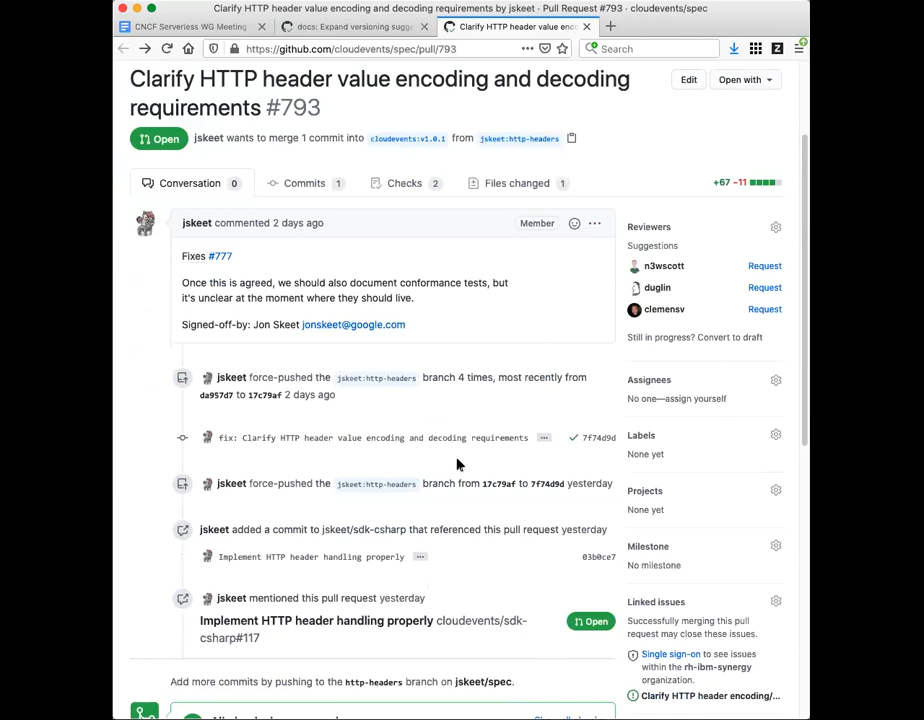 Clarify HTTP header value encoding and decoding requirements by jskeet · Pull Request #793 · cloudevents/spec
CNCF Serverless WG Meeting
docs: Expand versioning sugge
Clarify HTTP header value enc
https://github.com/cloudevents/spec/pull/793
Search
Clarify HTTP header value encoding and decoding
requirements #793
Edit
Open with
Open
jskeet wants to merge 1 commit into cloudevents:v1.0.1 from jskeet:http-headers
Conversation 0
Commits 1
Checks 2
Files changed 1
+67 −11
jskeet commented 2 days ago
Member
Fixes #777
Once this is agreed, we should also document conformance tests, but
it's unclear at the moment where they should live.
Signed-off-by: Jon Skeet jonskeet@google.com
jskeet force-pushed the jskeet:http-headers branch 4 times, most recently from
da957d7 to 17c79af 2 days ago
fix: Clarify HTTP header value encoding and decoding requirements ... 7f74d9d
jskeet force-pushed the jskeet:http-headers branch from 17c79af to 7f74d9d yesterday
jskeet added a commit to jskeet/sdk-csharp that referenced this pull request yesterday
Implement HTTP header handling properly ... 03b0ce7
jskeet mentioned this pull request yesterday
Implement HTTP header handling properly cloudevents/sdk-
csharp#117
Open
Add more commits by pushing to the http-headers branch on jskeet/spec.
Reviewers
Suggestions
n3wscott Request
duglin Request
clemensv Request
Still in progress? Convert to draft
Assignees
No one—assign yourself
Labels
None yet
Projects
None yet
Milestone
No milestone
Linked issues
Successfully merging this pull
request may close these issues.
Single sign-on to see issues
within the rh-ibm-synergy
organization.
Clarify HTTP header encoding/...